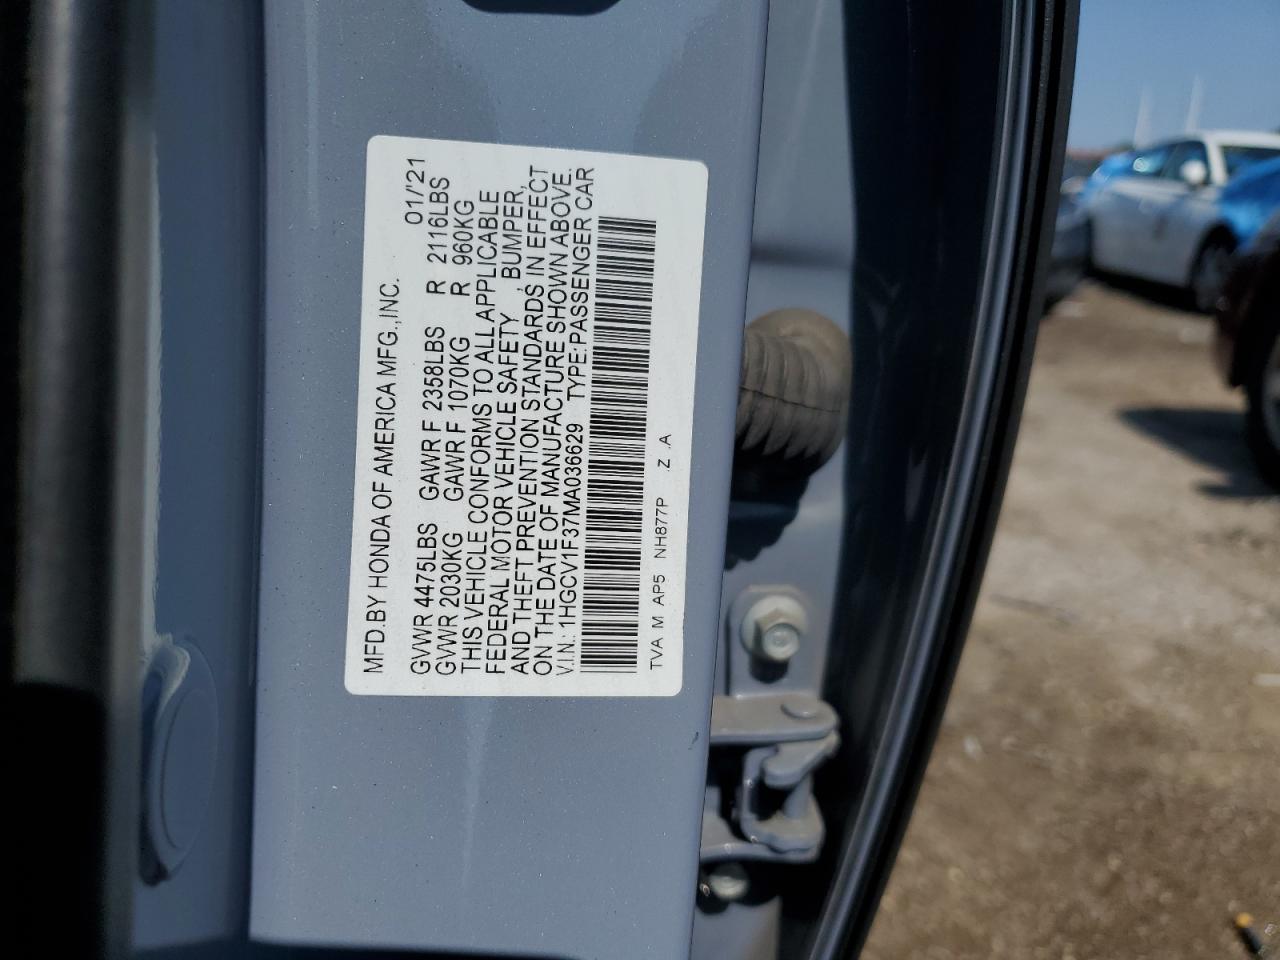 MFD.BY HONDA OF AMERICA MFG.,INC. 01/'21
GVWR 4475LBS GAWR F 2358LBS R 2116LBS
GVWR 2030KG GAWR F 1070KG R 960KG
THIS VEHICLE CONFORMS TO ALL APPLICABLE
FEDERAL MOTOR VEHICLE SAFETY , BUMPER,
AND THEFT PREVENTION STANDARDS IN EFFECT
ON THE DATE OF MANUFACTURE SHOWN ABOVE.
V.I.N.: 1HGCV1F37MA036629 TYPE:PASSENGER CAR
TVA M AP5 NH877P .Z .A